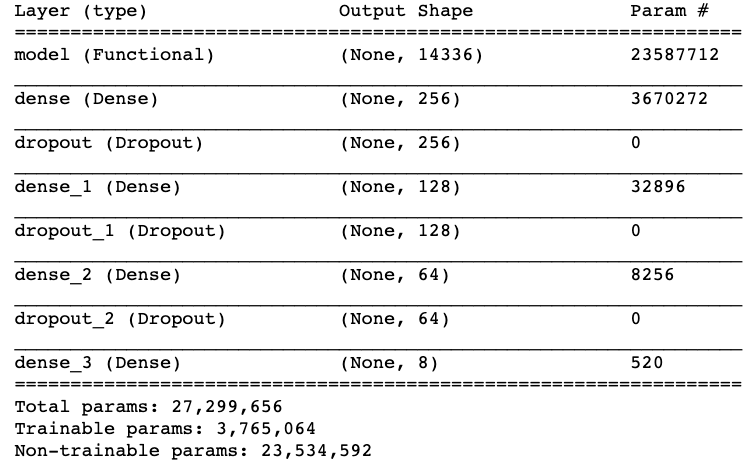 Layer (type) Output Shape Param #
=================================================================
model (Functional) (None, 14336) 23587712
_________________________________________________________________
dense (Dense) (None, 256) 3670272
_________________________________________________________________
dropout (Dropout) (None, 256) 0
_________________________________________________________________
dense_1 (Dense) (None, 128) 32896
_________________________________________________________________
dropout_1 (Dropout) (None, 128) 0
_________________________________________________________________
dense_2 (Dense) (None, 64) 8256
_________________________________________________________________
dropout_2 (Dropout) (None, 64) 0
_________________________________________________________________
dense_3 (Dense) (None, 8) 520
=================================================================
Total params: 27,299,656
Trainable params: 3,765,064
Non-trainable params: 23,534,592